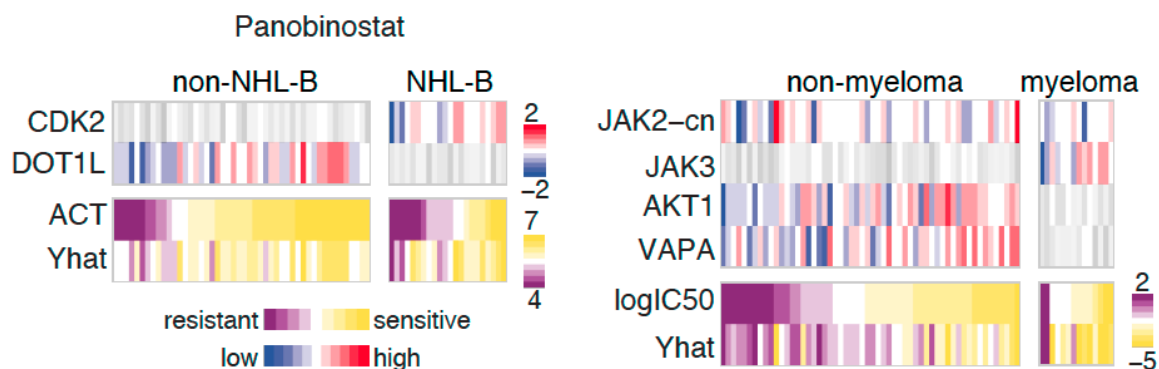 Panobinostat
non-NHL-B NHL-B
CDK2
DOT1L
2
−2
ACT
Yhat
7
4
resistant sensitive
low high
non-myeloma myeloma
JAK2−cn
JAK3
AKT1
VAPA
logIC50
Yhat
2
−5